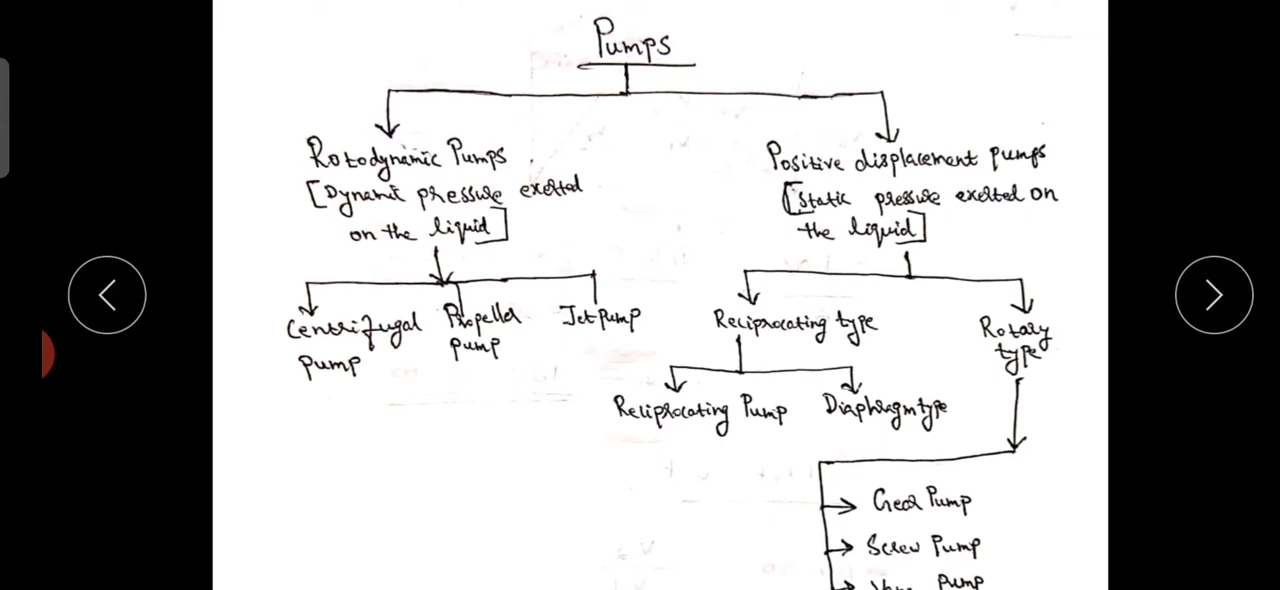 Pumps
Rotodynamic Pumps
[Dynamic pressure exerted
on the liquid]
Positive displacement pumps
[Static pressure exerted on
the liquid]
Centrifugal
pump
Propeller
pump
Jet pump
Reciprocating type
Rotary
type
Reciprocating Pump
Diaphragm type
Gear Pump
Screw Pump
Pump